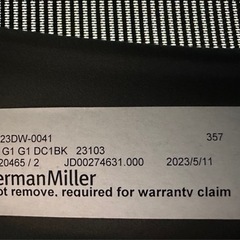 23DW-0041 357
G1 G1 DC1BK 23103
20465 / 2 JD00274631.000 2023/5/11
ermanMiller
ot remove, required for warranty claim